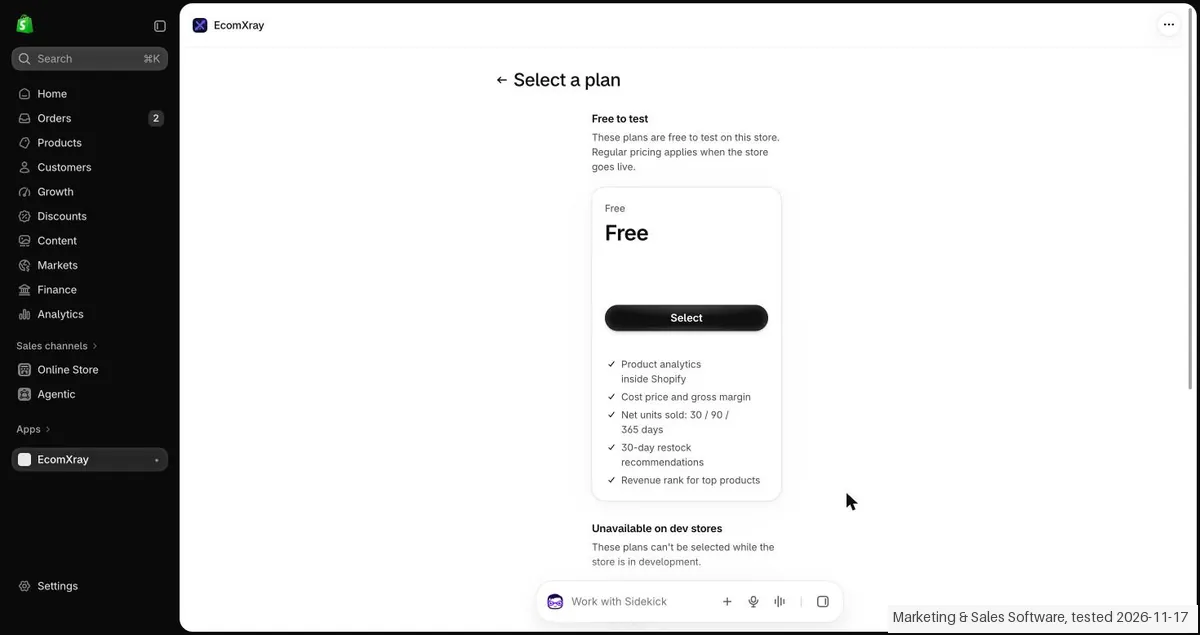 Search ⌘K
Home
Orders 2
Products
Customers
Growth
Discounts
Content
Markets
Finance
Analytics
Sales channels
Online Store
Agentic
Apps
EcomXray
Settings
EcomXray
Select a plan
Free to test
These plans are free to test on this store.
Regular pricing applies when the store
goes live.
Free
Free
Select
Product analytics
inside Shopify
Cost price and gross margin
Net units sold: 30 / 90 /
365 days
30-day restock
recommendations
Revenue rank for top products
Unavailable on dev stores
These plans can't be selected while the
store is in development.
Work with Sidekick
Marketing & Sales Software, tested 2026-11-17